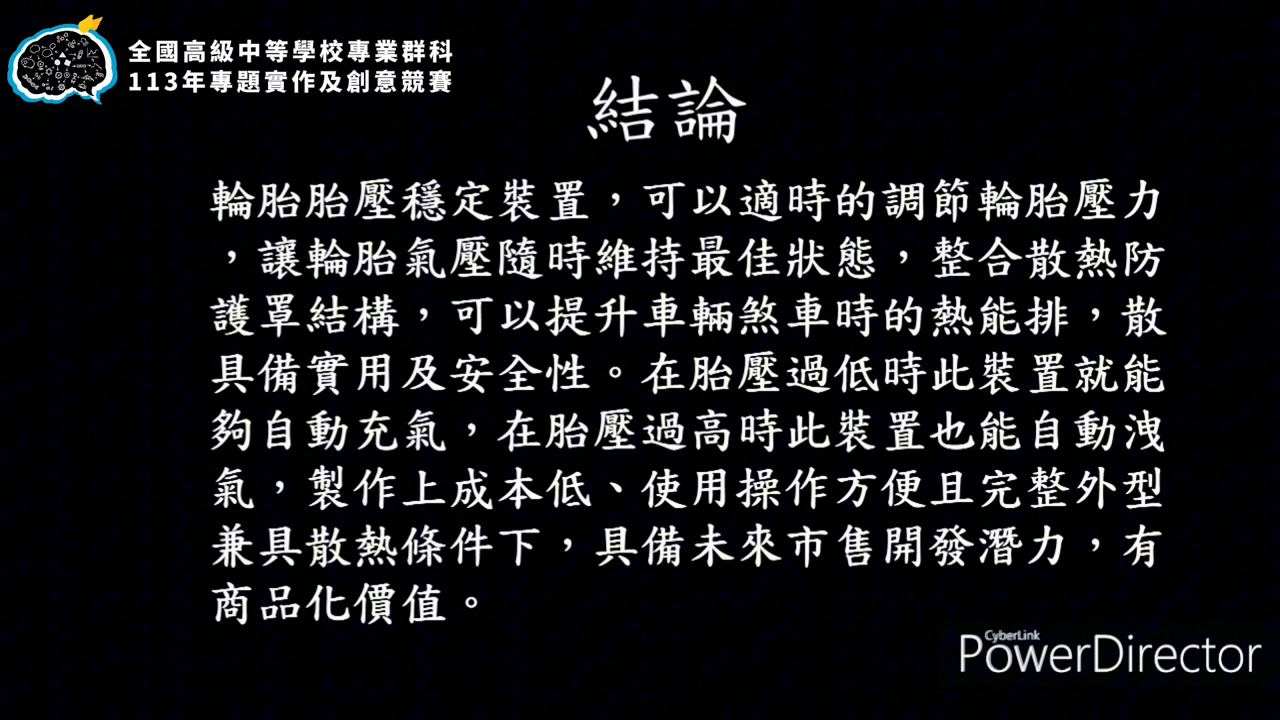 全國高級中等學校專業群科
113年專題實作及創意競賽
結論
輪胎胎壓穩定裝置，可以適時的調節輪胎壓力
，讓輪胎氣壓隨時維持最佳狀態，整合散熱防
護罩結構，可以提升車輛煞車時的熱能排，散
具備實用及安全性。在胎壓過低時此裝置就能
夠自動充氣，在胎壓過高時此裝置也能自動洩
氣，製作上成本低、使用操作方便且完整外型
兼具散熱條件下，具備未來市售開發潛力，有
商品化價值。
CyberLink
PowerDirector